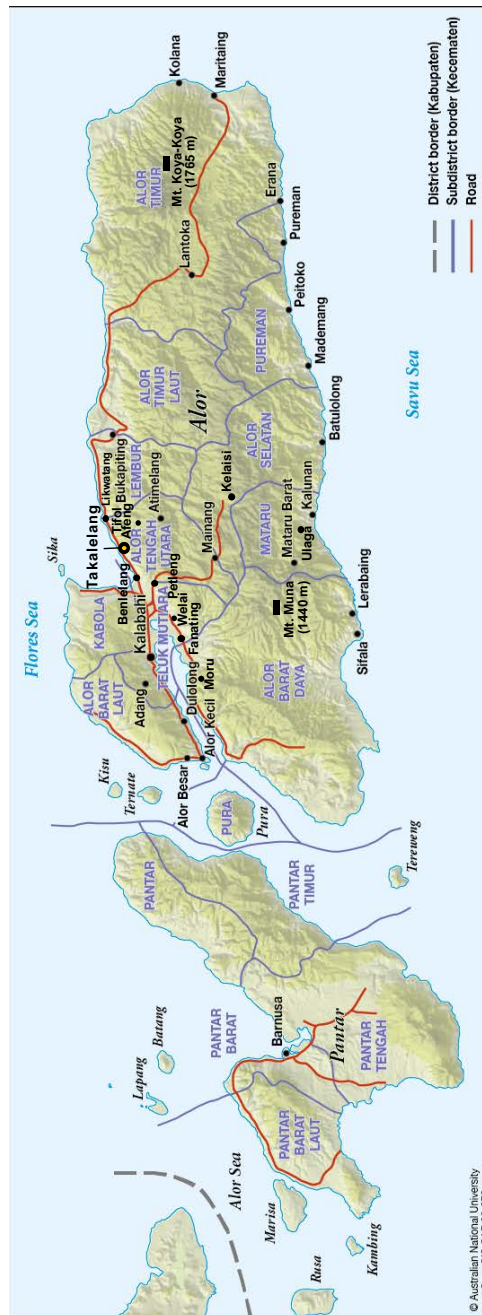 Flores Sea
Sika
Takalelang
Likwatang
Tifol
Bukapiting
Afeng
Benlelang
ALOR
TENGAH
UTARA
LEMBUR
Atimelang
KABOLA
Kalabahi
ALOR
BARAT
LAUT
Adang
TELUK MUTIARA
Petleng
Welai
Fanating
Dulolong
Moru
Alor Kecil
Alor Besar
Kisu
Ternate
PURA
Pura
PANTAR
PANTAR
TIMUR
Tereweng
Batang
Lapang
PANTAR
BARAT
Barnusa
Pantar
PANTAR
TENGAH
PANTAR
BARAT
LAUT
Alor Sea
Marisa
Rusa
Kambing
Mainang
Kelaisi
Alor
ALOR
TIMUR
LAUT
ALOR
TIMUR
Mt. Koya-Koya
(1765 m)
Kolana
Maritaing
Lantoka
Erana
Pureman
Peitoko
PUREMAN
Mademang
ALOR
SELATAN
Batulolong
MATARU
Mataru Barat
Kalunan
Ulaga
Mt. Muna
(1440 m)
ALOR
BARAT
DAYA
Lerabaing
Sifala
Savu Sea
District border (Kabupaten)
Subdistrict border (Kecematen)
Road
© Australian National University